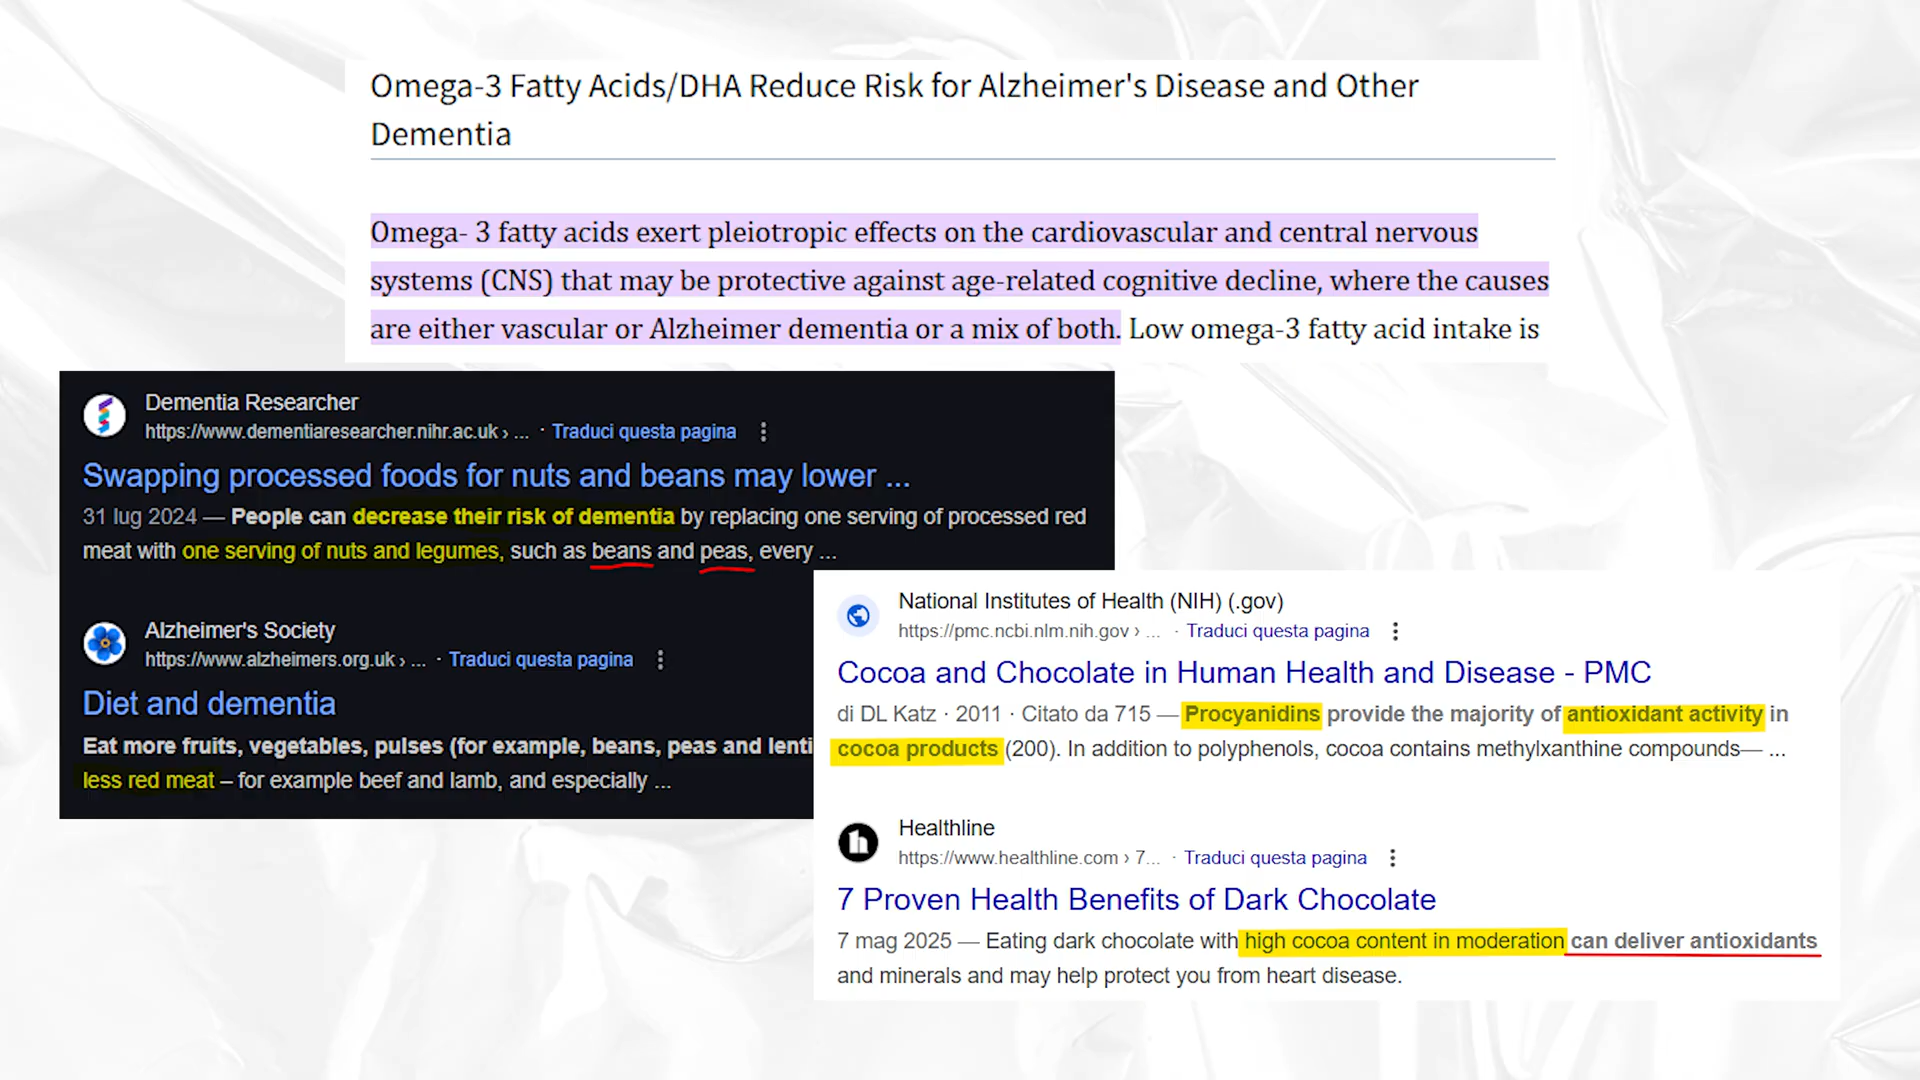 Omega-3 Fatty Acids/DHA Reduce Risk for Alzheimer's Disease and Other
Dementia
Omega- 3 fatty acids exert pleiotropic effects on the cardiovascular and central nervous
systems (CNS) that may be protective against age-related cognitive decline, where the causes
are either vascular or Alzheimer dementia or a mix of both. Low omega-3 fatty acid intake is
Dementia Researcher
https://www.dementiaresearcher.nihr.ac.uk › ... · Traduci questa pagina
Swapping processed foods for nuts and beans may lower ...
31 lug 2024 — People can decrease their risk of dementia by replacing one serving of processed red
meat with one serving of nuts and legumes, such as beans and peas, every ...
Alzheimer's Society
https://www.alzheimers.org.uk › ... · Traduci questa pagina
Diet and dementia
Eat more fruits, vegetables, pulses (for example, beans, peas and lenti
less red meat – for example beef and lamb, and especially ...
National Institutes of Health (NIH) (.gov)
https://pmc.ncbi.nlm.nih.gov › ... · Traduci questa pagina
Cocoa and Chocolate in Human Health and Disease - PMC
di DL Katz · 2011 · Citato da 715 — Procyanidins provide the majority of antioxidant activity in
cocoa products (200). In addition to polyphenols, cocoa contains methylxanthine compounds— ...
Healthline
https://www.healthline.com › 7... · Traduci questa pagina
7 Proven Health Benefits of Dark Chocolate
7 mag 2025 — Eating dark chocolate with high cocoa content in moderation can deliver antioxidants
and minerals and may help protect you from heart disease.